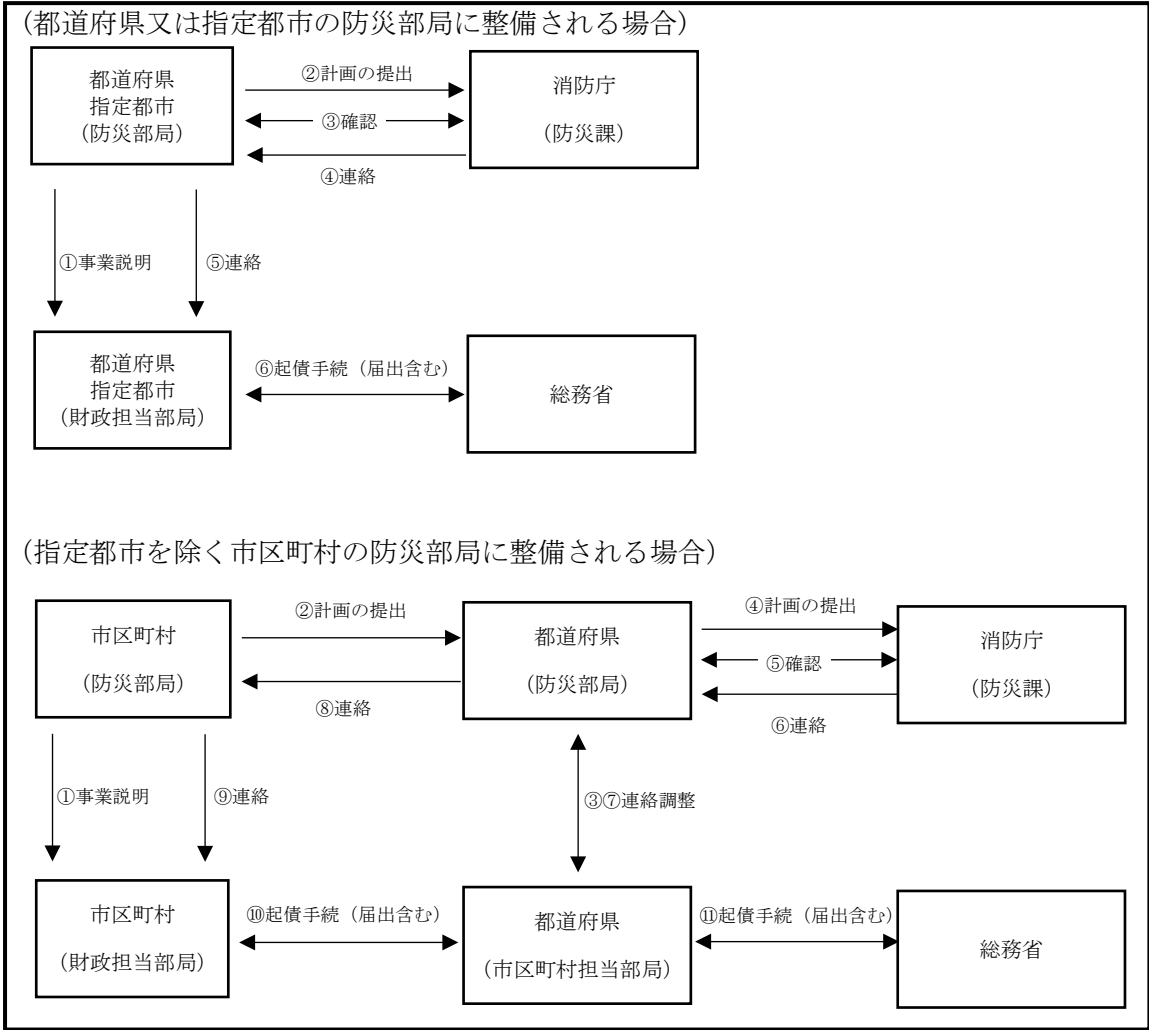 (都道府県又は指定都市の防災部局に整備される場合)
都道府県
指定都市
(防災部局)
②計画の提出
③確認
④連絡
消防庁
(防災課)
①事業説明
⑤連絡
都道府県
指定都市
(財政担当部局)
⑥起債手続(届出含む)
総務省
(指定都市を除く市区町村の防災部局に整備される場合)
市区町村
(防災部局)
②計画の提出
⑧連絡
都道府県
(防災部局)
④計画の提出
⑤確認
⑥連絡
消防庁
(防災課)
①事業説明
⑨連絡
③⑦連絡調整
市区町村
(財政担当部局)
⑩起債手続(届出含む)
都道府県
(市区町村担当部局)
⑪起債手続(届出含む)
総務省